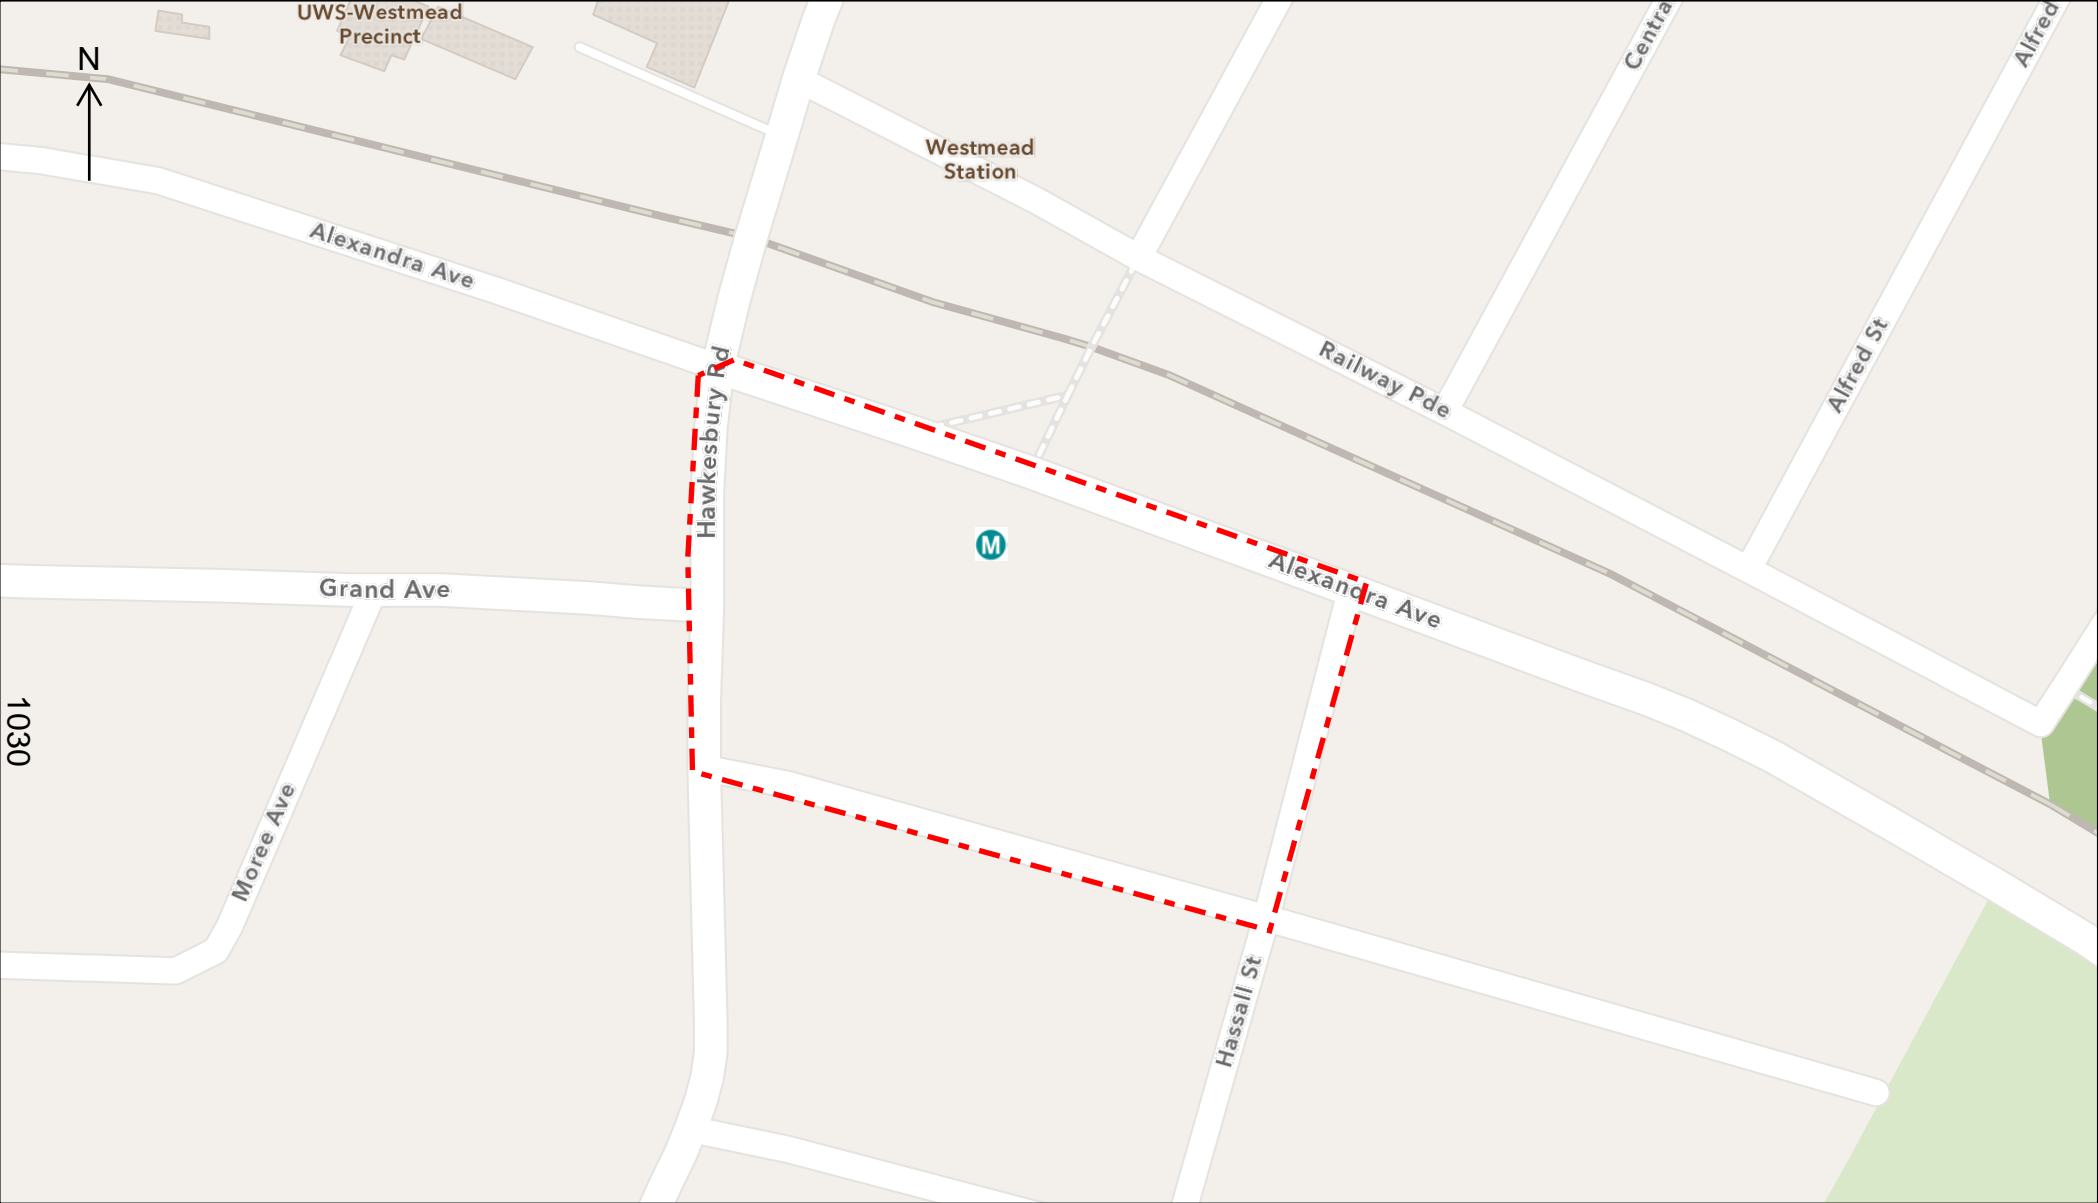 UWS-Westmead
Precinct
N
Centra
Alfred
Westmead
Station
Alexandra Ave
Hawkesbury Rd
Railway Pde
Alfred St
M
Alexandra Ave
Grand Ave
1030
Moree Ave
Hassall St